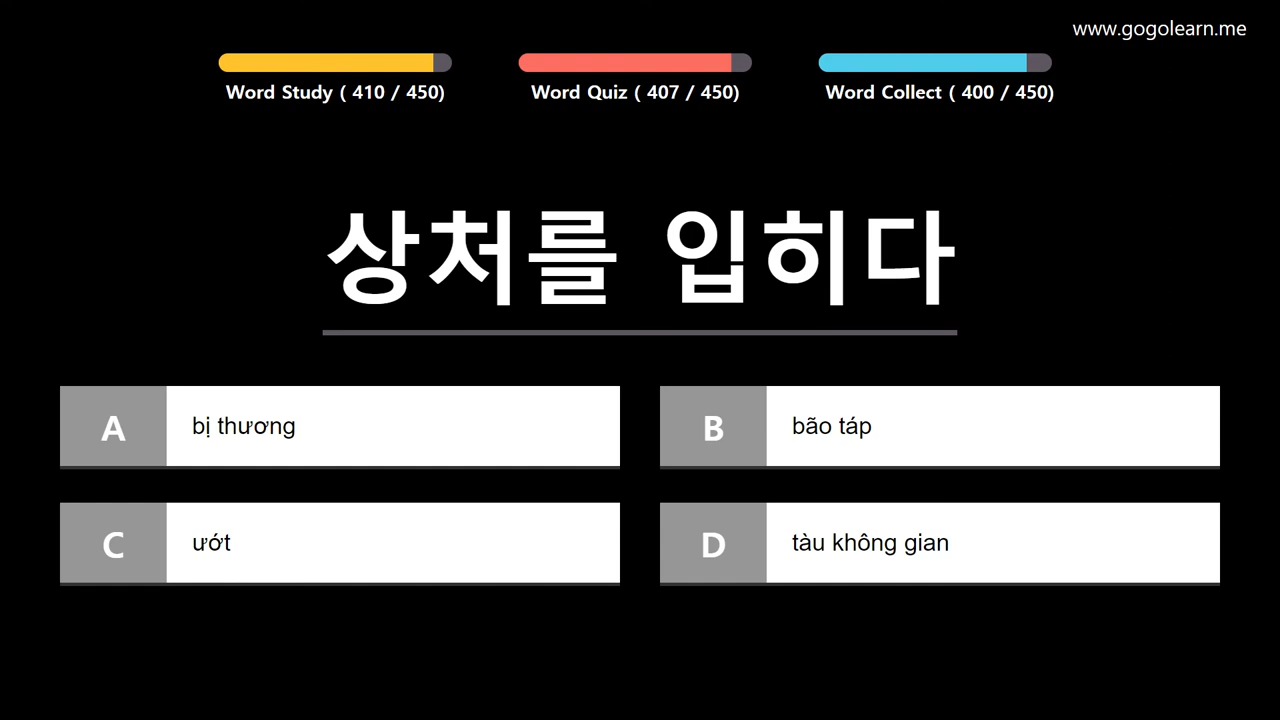 www.gogolearn.me
Word Study ( 410 / 450)
Word Quiz ( 407 / 450)
Word Collect ( 400 / 450)
상처를 입히다
A bị thương
B bão táp
C ướt
D tàu không gian